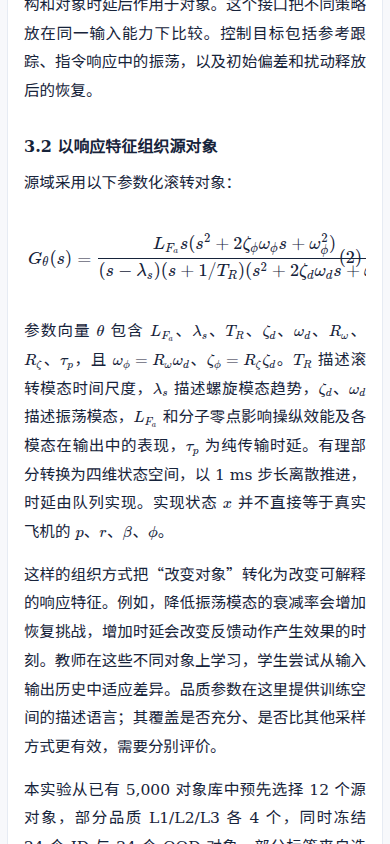 构和对象时延后作用于对象。这个接口把不同策略
放在同一输入能力下比较。控制目标包括参考跟
踪、指令响应中的振荡，以及初始偏差和扰动释放
后的恢复。
3.2 以响应特征组织源对象
源域采用以下参数化滚转对象：
G_θ(s) = L_{F_a} s(s² + 2ζ_ϕ ω_ϕ s + ω_ϕ²) / (s − λ_s)(s + 1/T_R)(s² + 2ζ_d ω_d s + (2)
参数向量 θ 包含 L_{F_a}、λ_s、T_R、ζ_d、ω_d、R_ω、
R_ζ、τ_p，且 ω_ϕ = R_ω ω_d、ζ_ϕ = R_ζ ζ_d。T_R 描述滚
转模态时间尺度，λ_s 描述螺旋模态趋势，ζ_d、ω_d
描述振荡模态，L_{F_a} 和分子零点影响操纵效能及各
模态在输出中的表现，τ_p 为纯传输时延。有理部
分转换为四维状态空间，以 1 ms 步长离散推进，
时延由队列实现。实现状态 x 并不直接等于真实
飞机的 p、r、β、ϕ。
这样的组织方式把“改变对象”转化为改变可解释
的响应特征。例如，降低振荡模态的衰减率会增加
恢复挑战，增加时延会改变反馈动作产生效果的时
刻。教师在这些不同对象上学习，学生尝试从输入
输出历史中适应差异。品质参数在这里提供训练空
间的描述语言；其覆盖是否充分、是否比其他采样
方式更有效，需要分别评价。
本实验从已有 5,000 对象库中预先选择 12 个源
对象，部分品质 L1/L2/L3 各 4 个，同时冻结